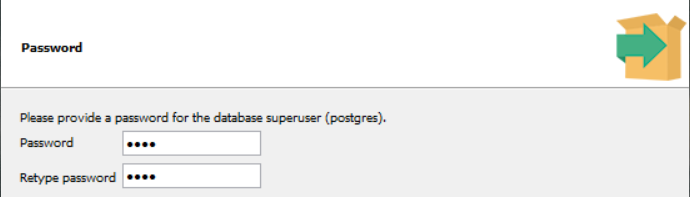 Password
Please provide a password for the database superuser (postgres).
Password ••••
Retype password ••••